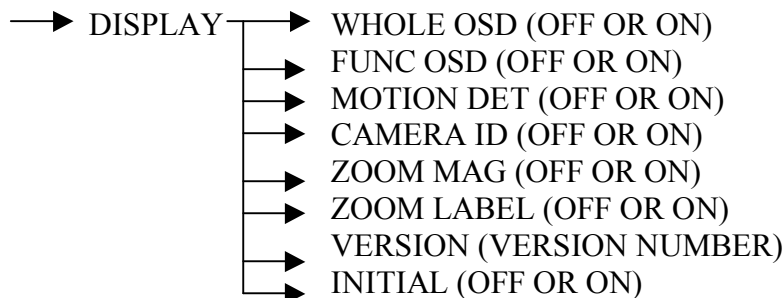 DISPLAY WHOLE OSD (OFF OR ON)
FUNC OSD (OFF OR ON)
MOTION DET (OFF OR ON)
CAMERA ID (OFF OR ON)
ZOOM MAG (OFF OR ON)
ZOOM LABEL (OFF OR ON)
VERSION (VERSION NUMBER)
INITIAL (OFF OR ON)